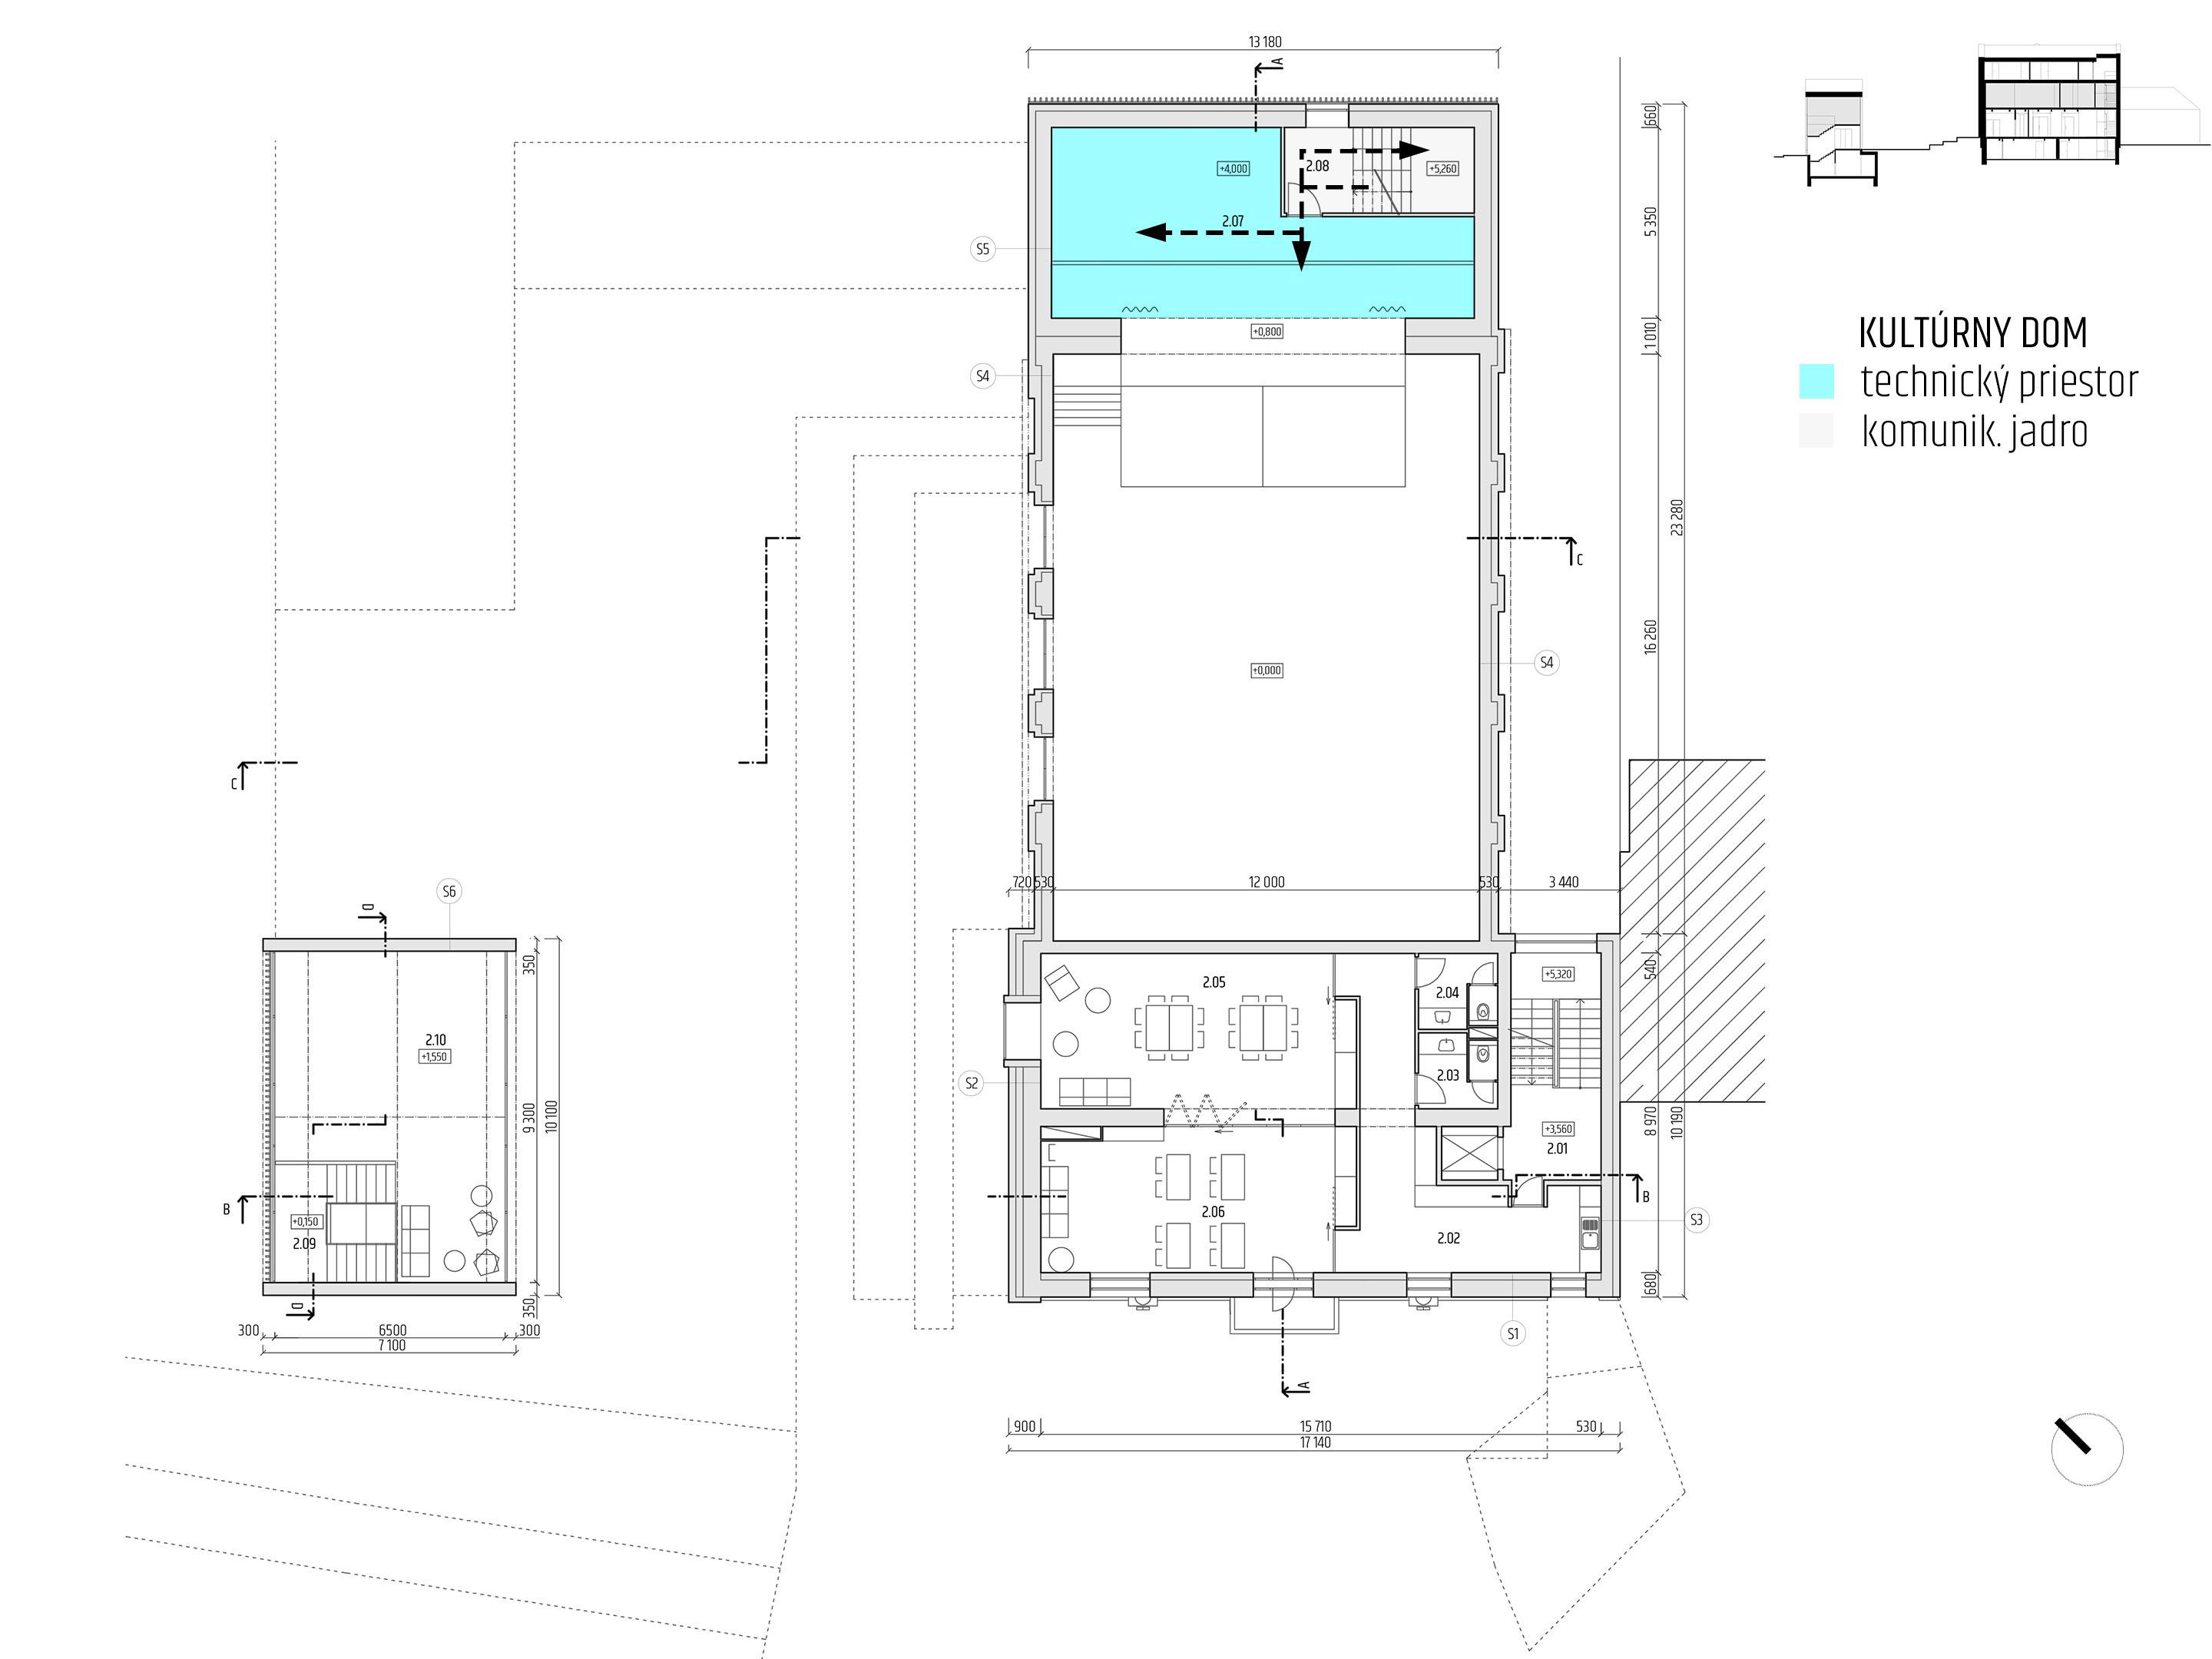 13 180
A
660
+4,000
2.08
+5,260
2.07
5 350
S5
+0,800
1 010
KULTÚRNY DOM
technický priestor
komunik. jadro
S4
23 280
C
16 260
S4
+0,000
C
720
530
12 000
530
3 440
S6
D
350
540
+5,320
2.05
2.04
2.10
+1,550
2.03
S2
9 300
10 100
8 970
10 190
+3,560
2.01
B
B
+0,150
2.09
2.06
2.02
S3
D
350
680
300
6500
300
7 100
S1
A
900
15 710
530
17 140